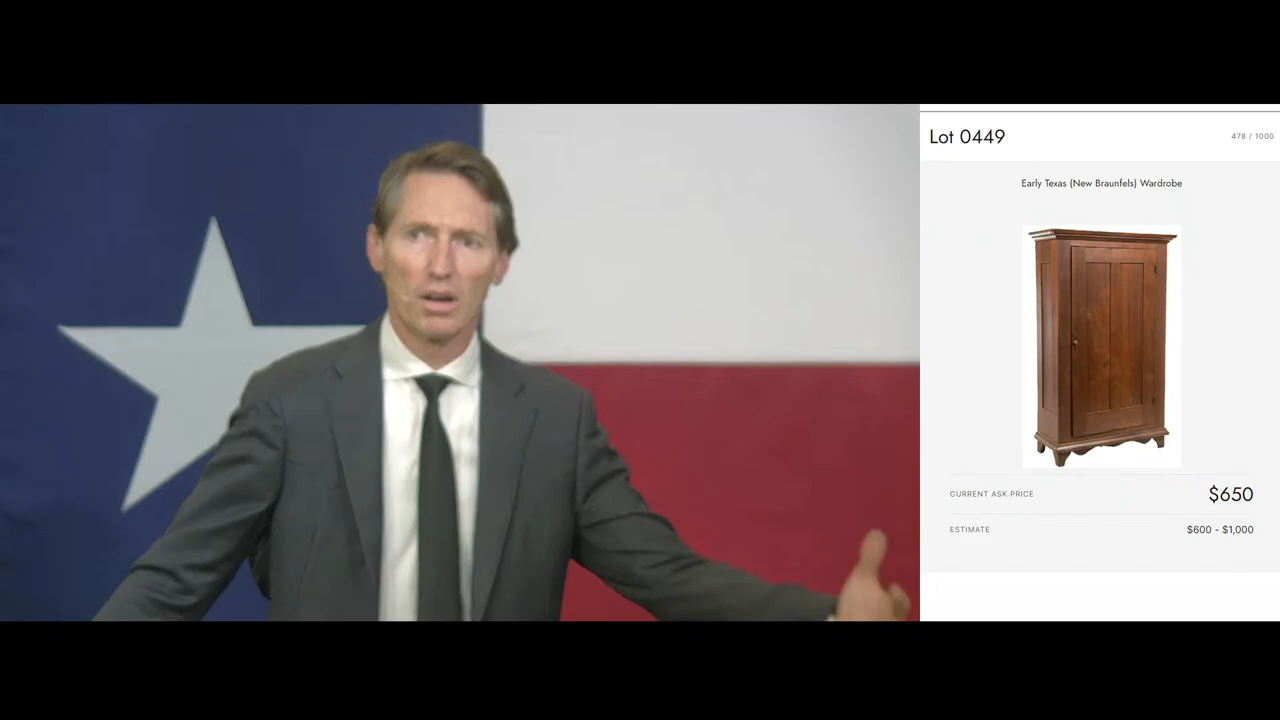 Lot 0449
478 / 1000
Early Texas (New Braunfels) Wardrobe
CURRENT ASK PRICE
$650
ESTIMATE
$600 - $1,000